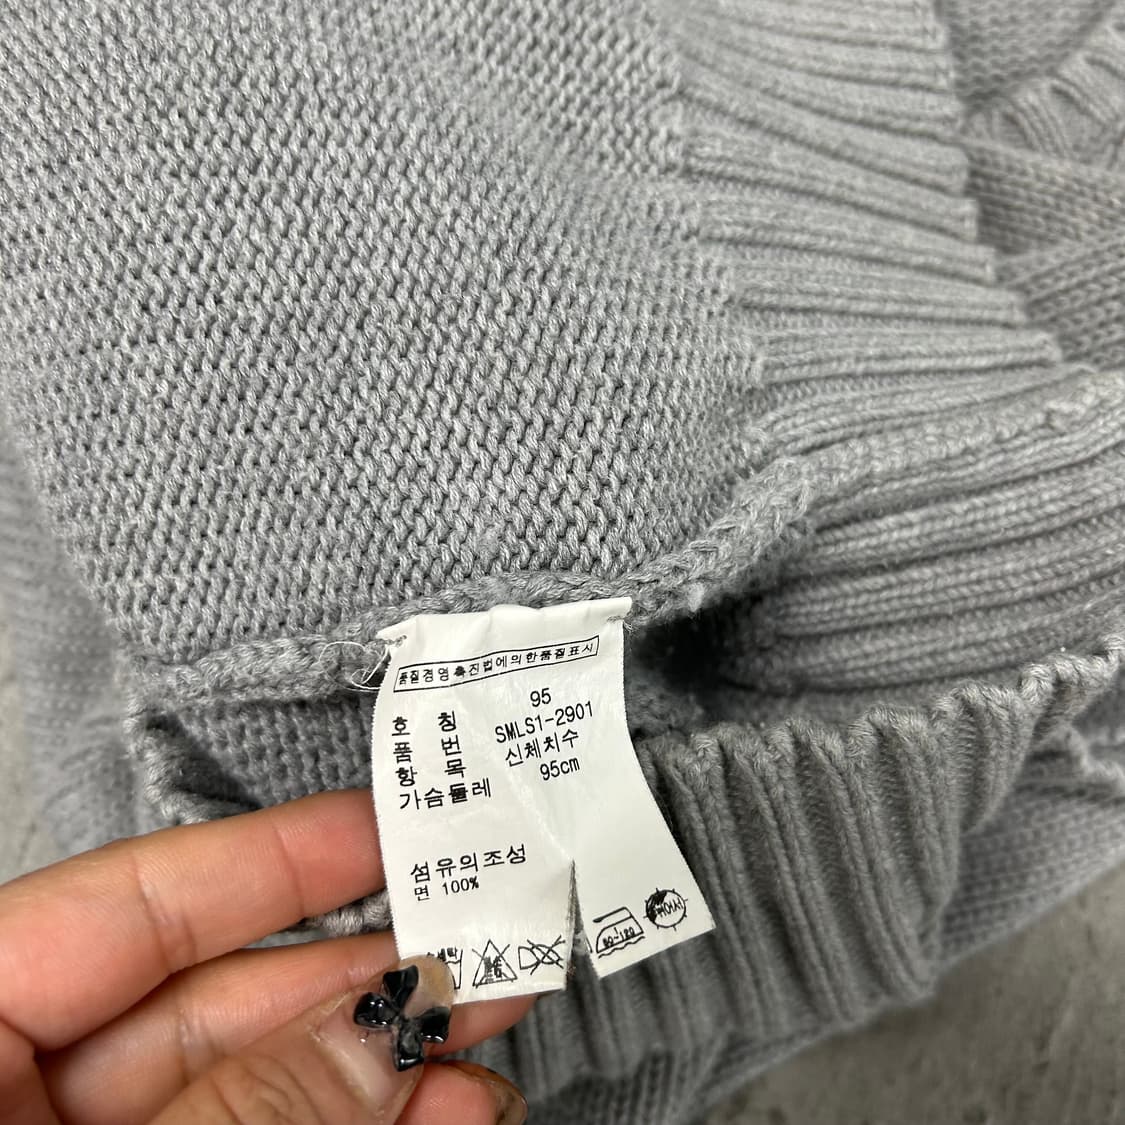 품질경영 촉진법에의한품질표시
호 칭 95
품 번 SMLS1-2901
항 목 신체치수
가슴둘레 95cm
섬유의조성
면 100%
80~120